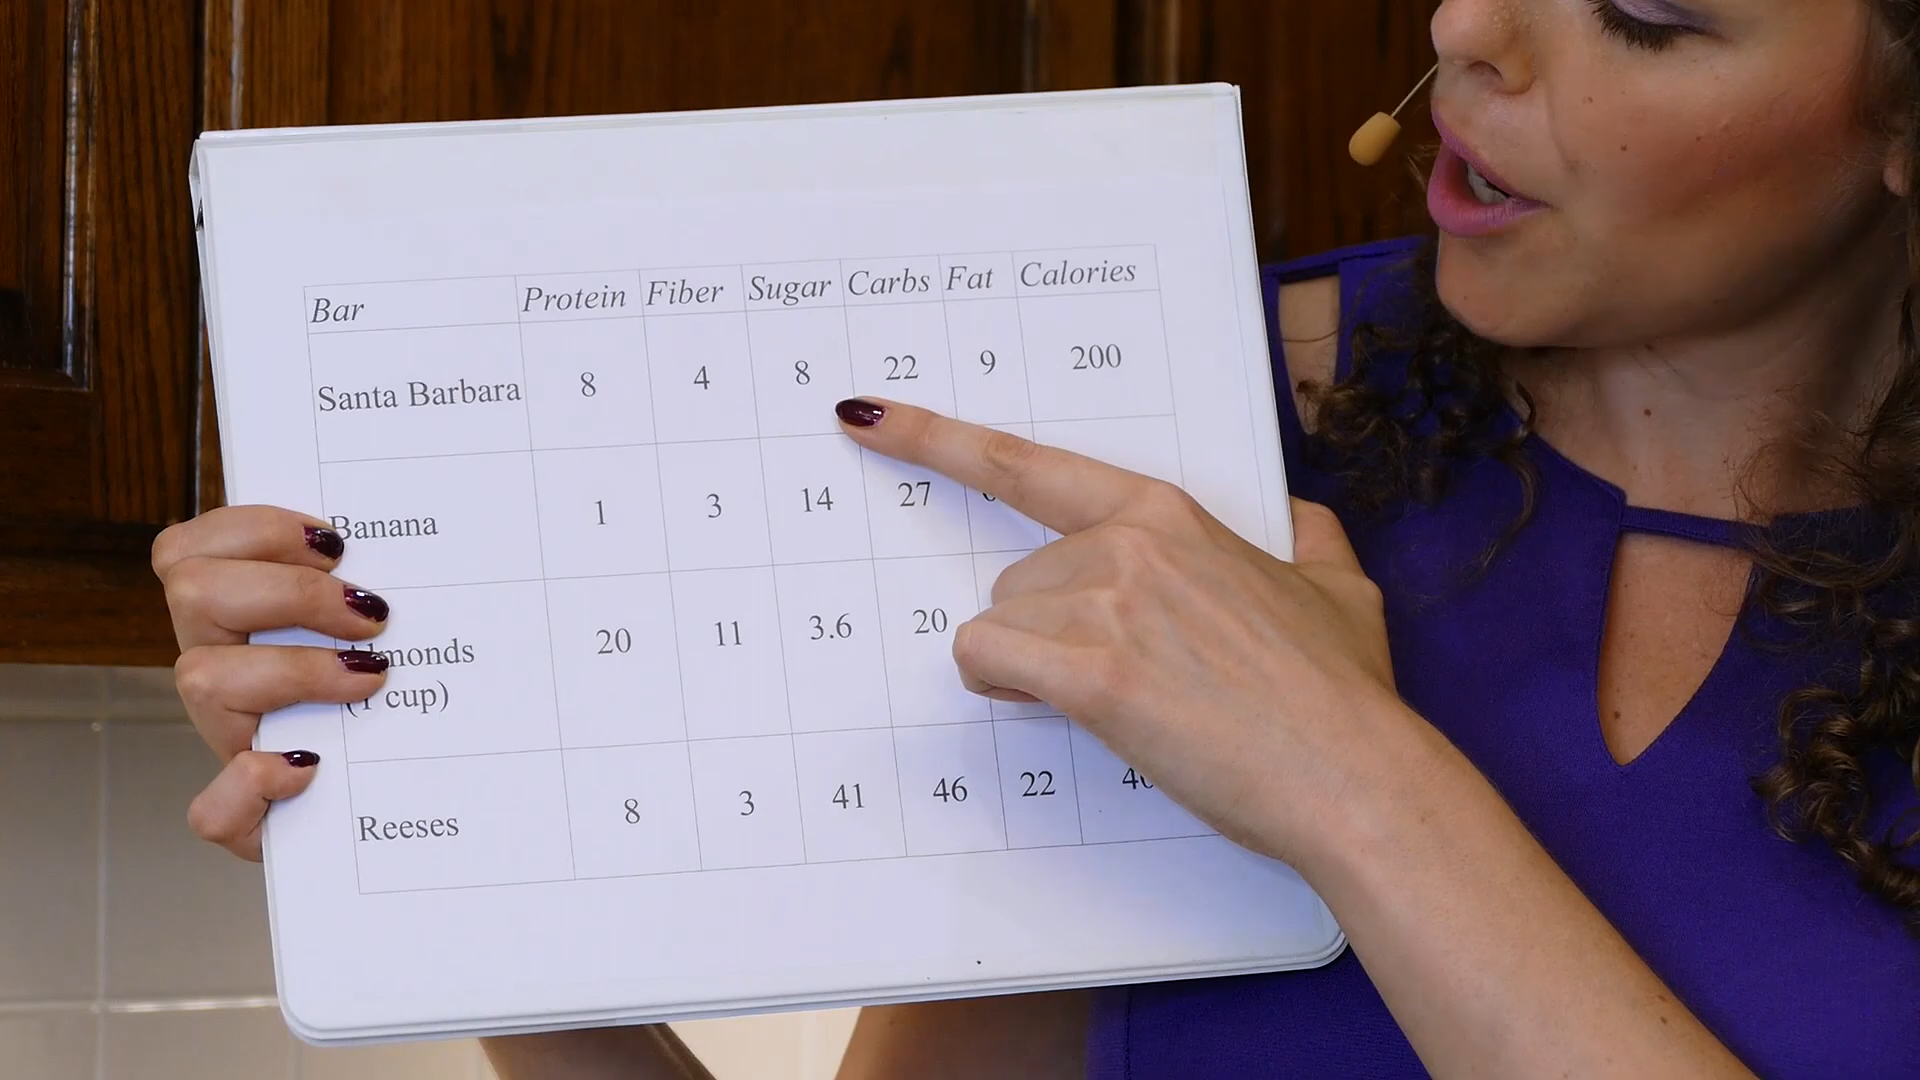 Bar Protein Fiber Sugar Carbs Fat Calories
Santa Barbara 8 4 8 22 9 200
Banana 1 3 14 27
Almonds 20 11 3.6 20
(1 cup)
Reeses 8 3 41 46 22